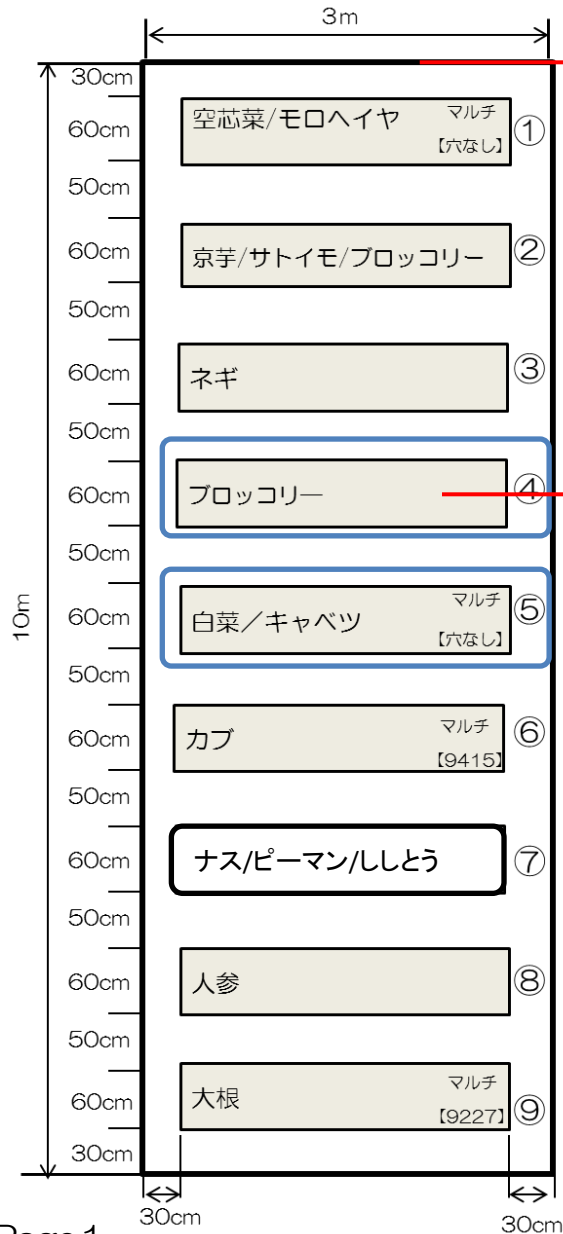 3m
30cm
60cm
空芯菜/モロヘイヤ マルチ
【穴なし】
①
50cm
60cm
京芋/サトイモ/ブロッコリー
②
50cm
60cm
ネギ
③
50cm
60cm
ブロッコリー
④
50cm
60cm
白菜／キャベツ マルチ
【穴なし】
⑤
10m
50cm
60cm
カブ マルチ
【9415】
⑥
50cm
60cm
ナス/ピーマン/ししとう
⑦
50cm
60cm
人参
⑧
50cm
60cm
大根 マルチ
【9227】
⑨
30cm
30cm
30cm
Page 1